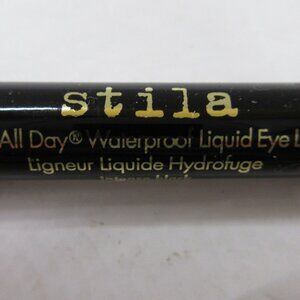 stila
All Day® Waterproof Liquid Eye L
Ligneur Liquide Hydrofuge